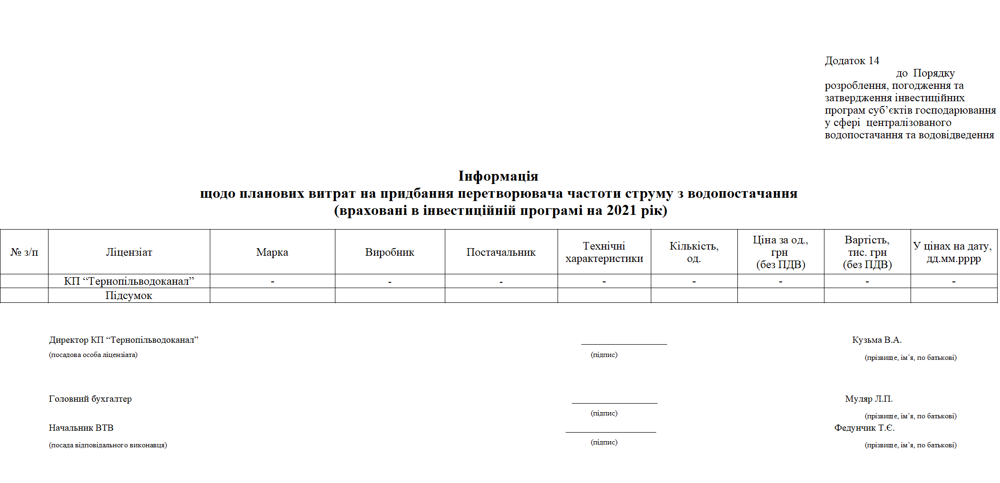 Додаток 14
до Порядку
розроблення, погодження та
затвердження інвестиційних
програм суб’єктів господарювання
у сфері централізованого
водопостачання та водовідведення
Інформація
щодо планових витрат на придбання перетворювача частоти струму з водопостачання
(враховані в інвестиційній програмі на 2021 рік)
№ з/п
Ліцензіат
Марка
Виробник
Постачальник
Технічні
характеристики
Кількість,
од.
Ціна за од.,
грн
(без ПДВ)
Вартість,
тис. грн
(без ПДВ)
У цінах на дату,
дд.мм.рррр
КП “Тернопільводоканал” - - - - - - - -
Підсумок
Директор КП “Тернопільводоканал” __________________ Кузьма В.А.
(посадова особа ліцензіата) (підпис) (прізвище, ім’я, по батькові)
Головний бухгалтер __________________ Муляр Л.П.
(підпис) (прізвище, ім’я, по батькові)
Начальник ВТВ ___________________ Федунчик Т.Є.
(посада відповідального виконавця) (підпис) (прізвище, ім’я, по батькові)